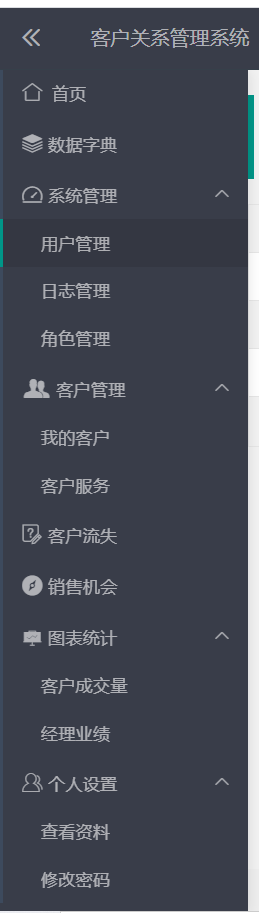 客户关系管理系统
首页
数据字典
系统管理
用户管理
日志管理
角色管理
客户管理
我的客户
客户服务
客户流失
销售机会
图表统计
客户成交量
经理业绩
个人设置
查看资料
修改密码